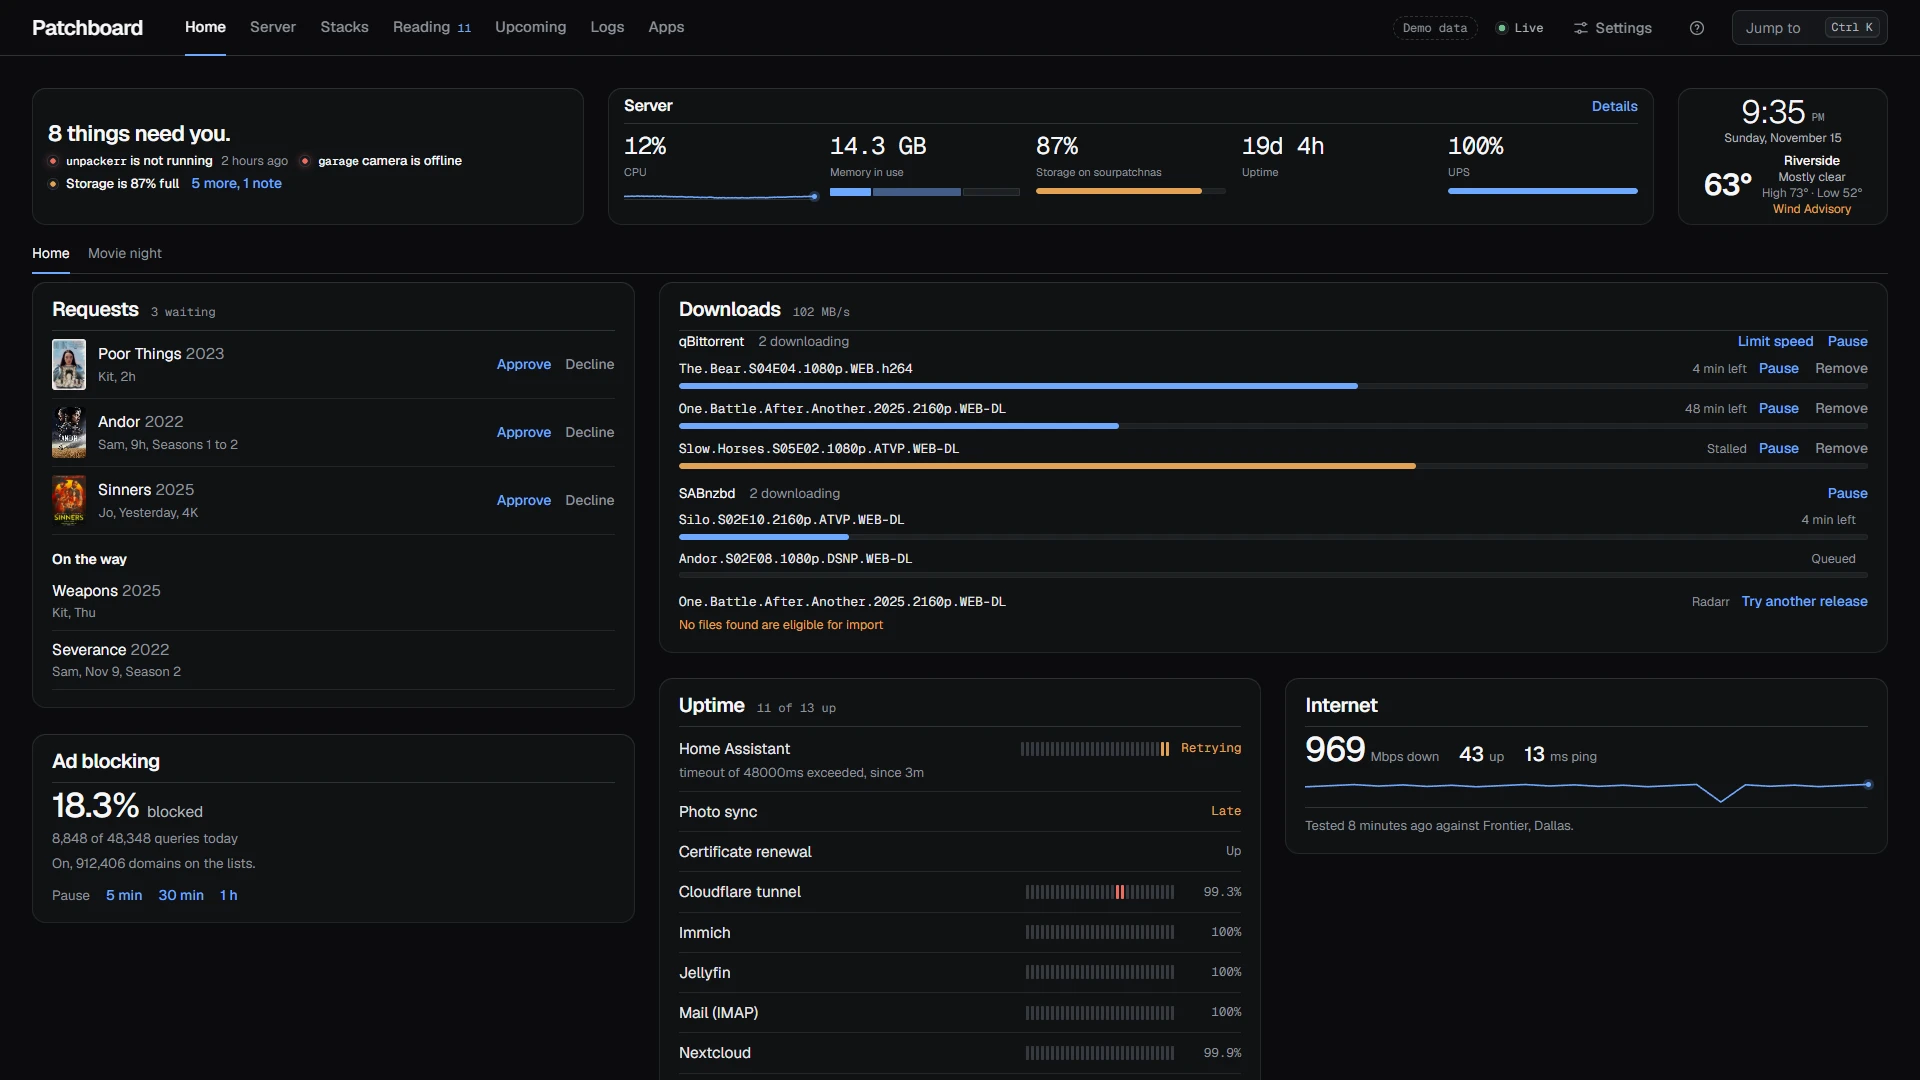 Patchboard
Home Server Stacks Reading 11 Upcoming Logs Apps
Demo data Live Settings Jump to Ctrl K
8 things need you.
unpackerr is not running 2 hours ago garage camera is offline
Storage is 87% full 5 more, 1 note
Server Details
12% 14.3 GB 87% 19d 4h 100%
CPU Memory in use Storage on sourpatchnas Uptime UPS
9:35 PM
Sunday, November 15
63°
Riverside
Mostly clear
High 73° · Low 52°
Wind Advisory
Home Movie night
Requests 3 waiting
Poor Things 2023
Kit, 2h
Approve Decline
Andor 2022
Sam, 9h, Seasons 1 to 2
Approve Decline
Sinners 2025
Jo, Yesterday, 4K
Approve Decline
On the way
Weapons 2025
Kit, Thu
Severance 2022
Sam, Nov 9, Season 2
Ad blocking
18.3% blocked
8,848 of 48,348 queries today
On, 912,406 domains on the lists.
Pause 5 min 30 min 1 h
Downloads 102 MB/s
qBittorrent 2 downloading Limit speed Pause
The.Bear.S04E04.1080p.WEB.h264 4 min left Pause Remove
One.Battle.After.Another.2025.2160p.WEB-DL 48 min left Pause Remove
Slow.Horses.S05E02.1080p.ATVP.WEB-DL Stalled Pause Remove
SABnzbd 2 downloading Pause
Silo.S02E10.2160p.ATVP.WEB-DL 4 min left
Andor.S02E08.1080p.DSNP.WEB-DL Queued
One.Battle.After.Another.2025.2160p.WEB-DL Radarr Try another release
No files found are eligible for import
Uptime 11 of 13 up
Home Assistant Retrying
timeout of 48000ms exceeded, since 3m
Photo sync Late
Certificate renewal Up
Cloudflare tunnel 99.3%
Immich 100%
Jellyfin 100%
Mail (IMAP) 100%
Nextcloud 99.9%
Internet
969 Mbps down 43 up 13 ms ping
Tested 8 minutes ago against Frontier, Dallas.